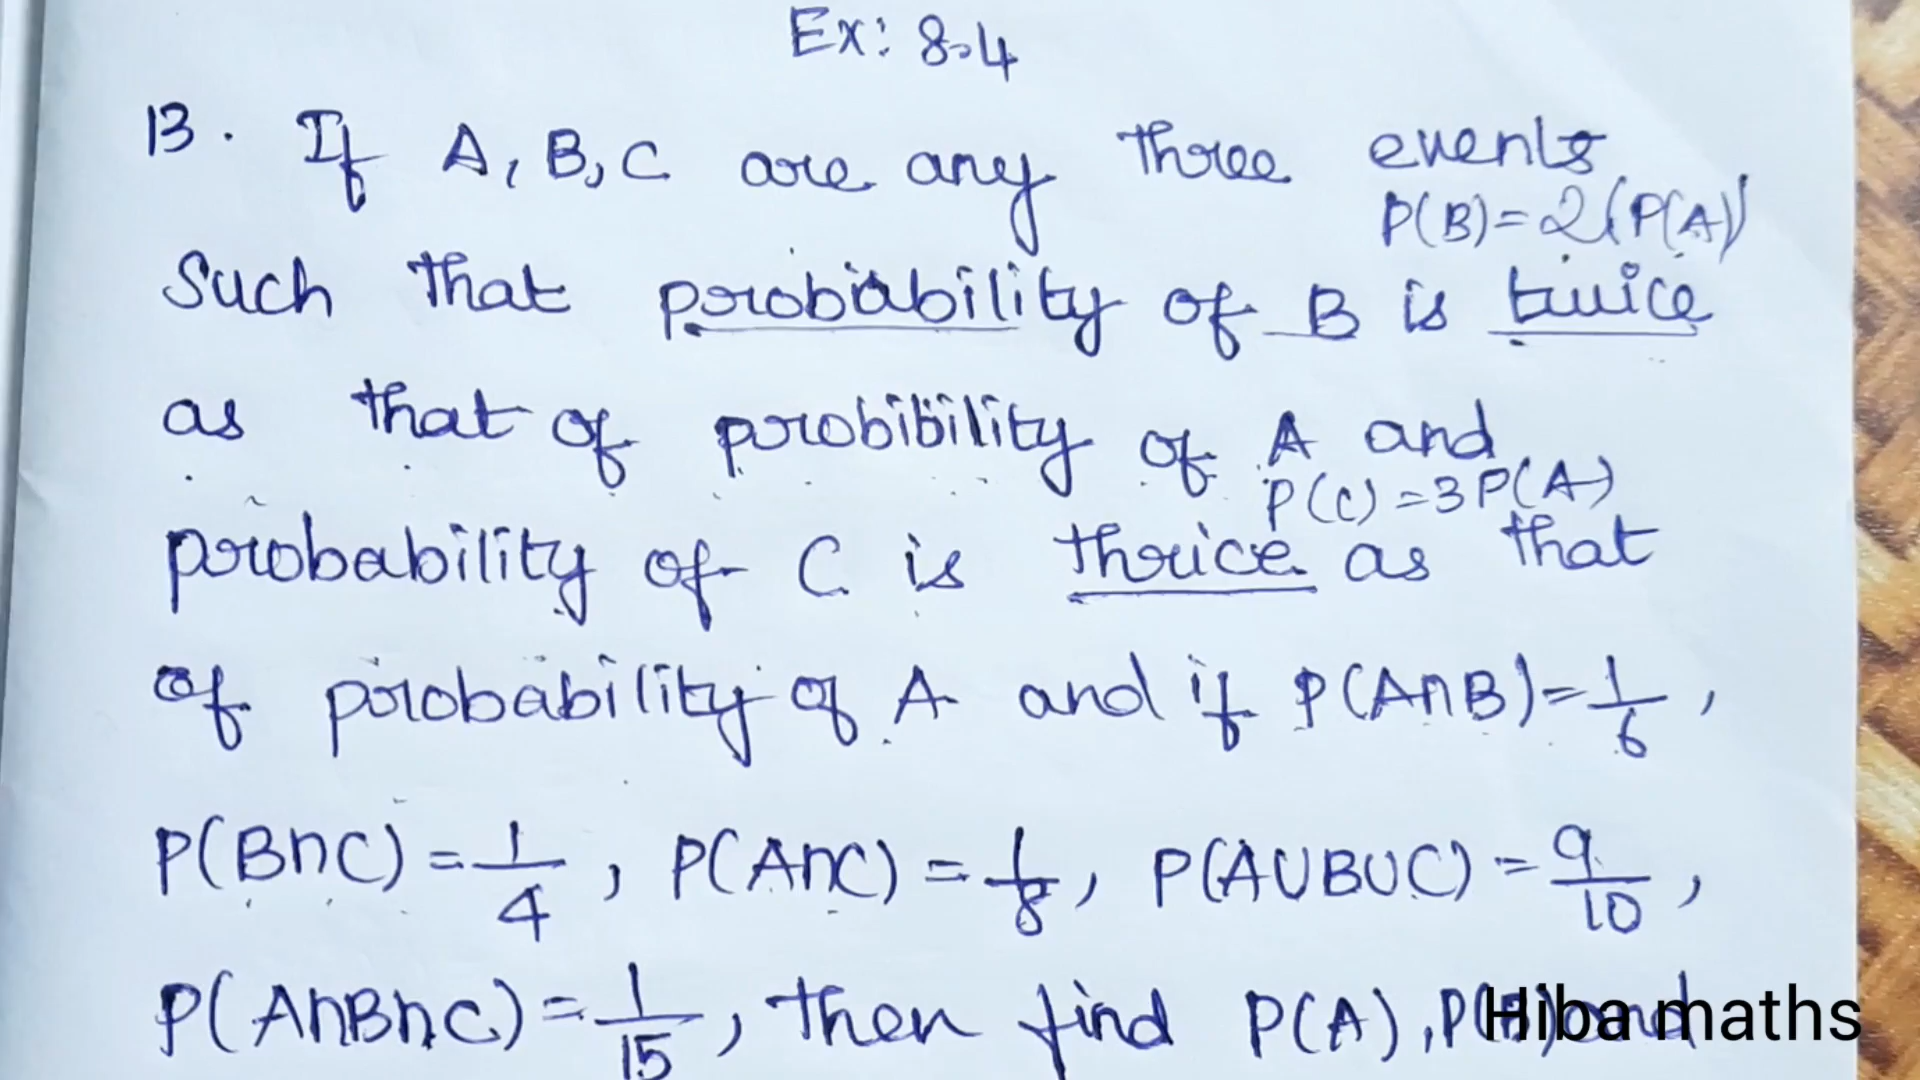 Ex: 8.4
13. If A, B, C are any three events
P(B)=2(P(A))
Such that probability of B is twice
as that of probibility of A and
P(C)=3P(A)
probability of C is thrice as that
of probability of A and if P(A∩B)=1/6,
P(B∩C)=1/4, P(A∩C)=1/8, P(A∪B∪C)=9/10,
P(A∩B∩C)=1/15, then find P(A), P(B) and
Hiba maths